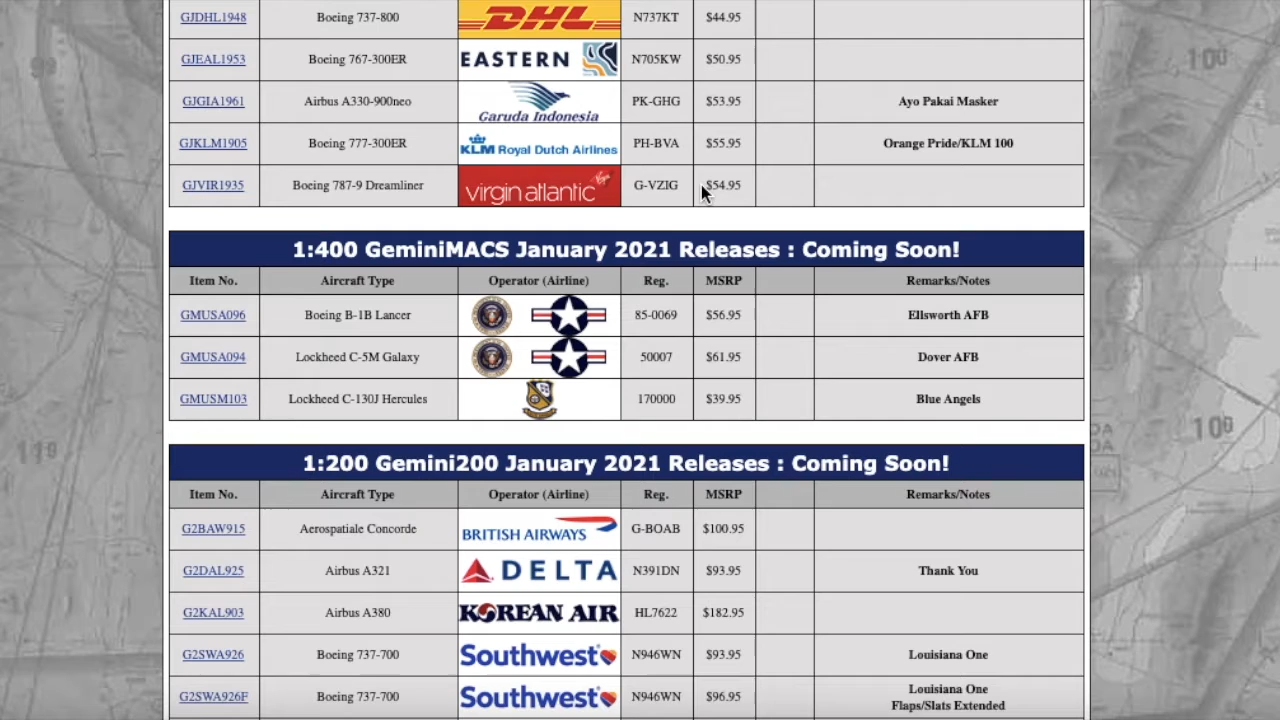 GJDHL1948 Boeing 737-800 DHL N737KT $44.95
GJEAL1953 Boeing 767-300ER EASTERN N705KW $50.95
GJGIA1961 Airbus A330-900neo Garuda Indonesia PK-GHG $53.95 Ayo Pakai Masker
GJKLM1905 Boeing 777-300ER KLM Royal Dutch Airlines PH-BVA $55.95 Orange Pride/KLM 100
GJVIR1935 Boeing 787-9 Dreamliner virgin atlantic G-VZIG $54.95
1:400 GeminiMACS January 2021 Releases : Coming Soon!
Item No. Aircraft Type Operator (Airline) Reg. MSRP Remarks/Notes
GMUSA096 Boeing B-1B Lancer 85-0069 $56.95 Ellsworth AFB
GMUSA094 Lockheed C-5M Galaxy 50007 $61.95 Dover AFB
GMUSM103 Lockheed C-130J Hercules 170000 $39.95 Blue Angels
1:200 Gemini200 January 2021 Releases : Coming Soon!
Item No. Aircraft Type Operator (Airline) Reg. MSRP Remarks/Notes
G2BAW915 Aerospatiale Concorde BRITISH AIRWAYS G-BOAB $100.95
G2DAL925 Airbus A321 DELTA N391DN $93.95 Thank You
G2KAL903 Airbus A380 KOREAN AIR HL7622 $182.95
G2SWA926 Boeing 737-700 Southwest N946WN $93.95 Louisiana One
G2SWA926F Boeing 737-700 Southwest N946WN $96.95 Louisiana One
Flaps/Slats Extended